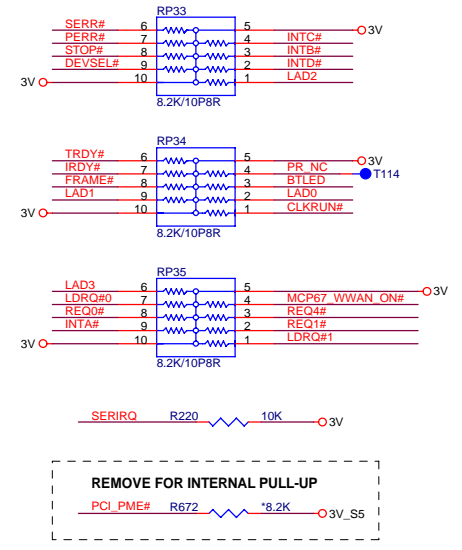 RP33
SERR# 6 5 3V
PERR# 7 4 INTC#
STOP# 8 3 INTB#
DEVSEL# 9 2 INTD#
3V 10 1 LAD2
8.2K/10P8R
RP34
TRDY# 6 5 3V
IRDY# 7 4 PR_NC T114
FRAME# 8 3 BTLED
LAD1 9 2 LAD0
3V 10 1 CLKRUN#
8.2K/10P8R
RP35
LAD3 6 5 3V
LDRQ#0 7 4 MCP67_WWAN_ON#
REQ0# 8 3 REQ4#
INTA# 9 2 REQ1#
3V 10 1 LDRQ#1
8.2K/10P8R
SERIRQ R220 10K 3V
REMOVE FOR INTERNAL PULL-UP
PCI_PME# R672 *8.2K 3V_S5